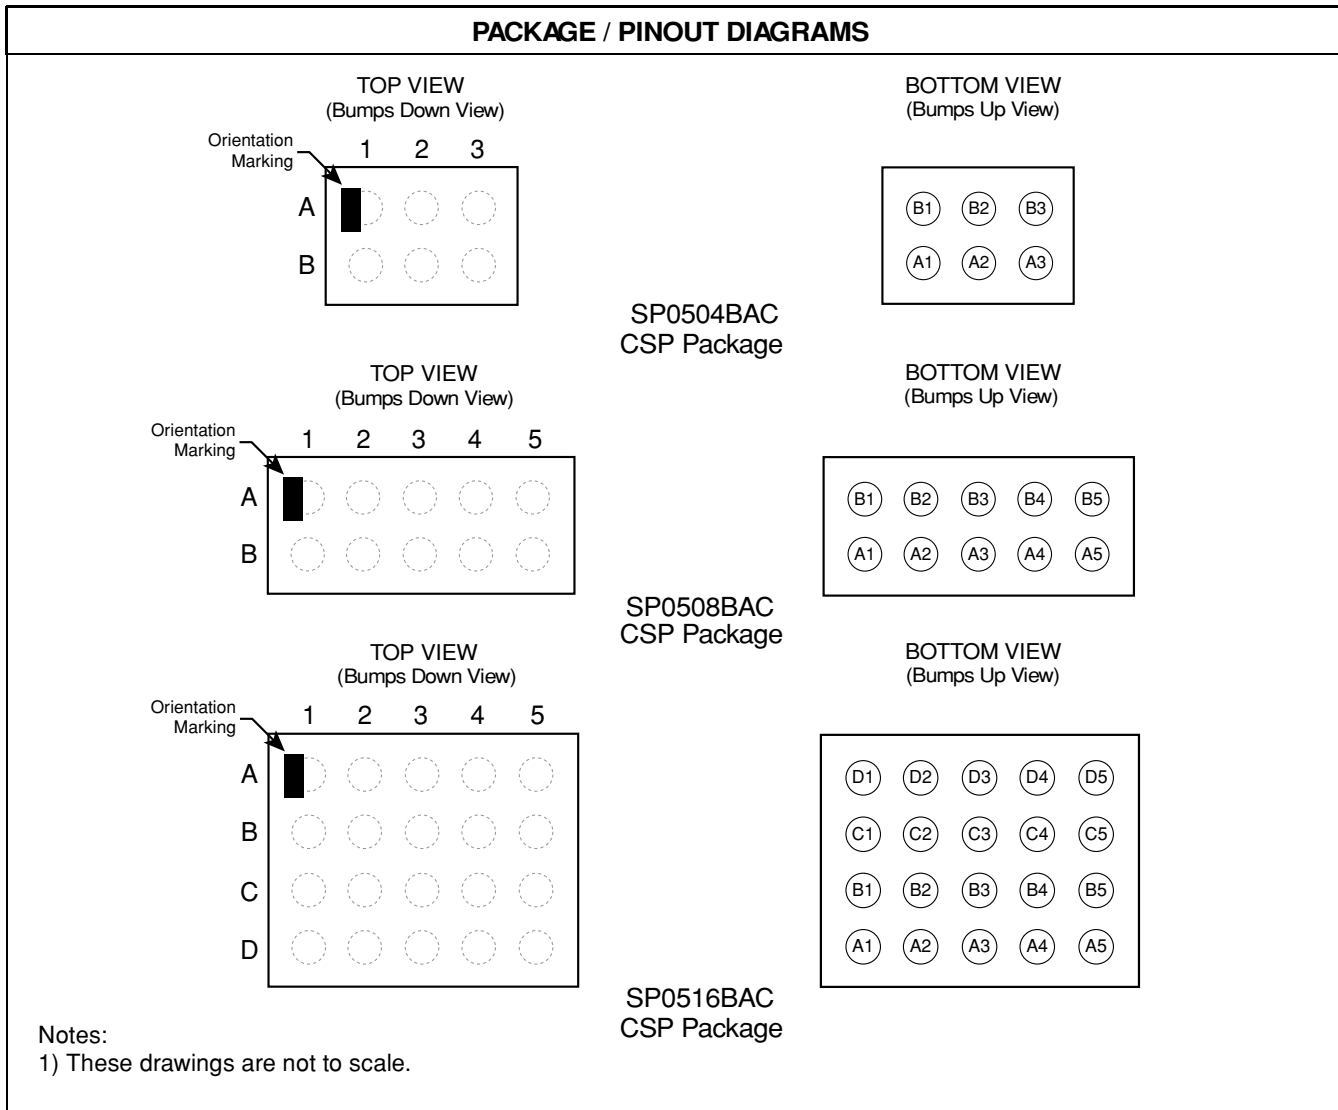 PACKAGE / PINOUT DIAGRAMS
TOP VIEW
(Bumps Down View)
Orientation
Marking
1 2 3
A
B
BOTTOM VIEW
(Bumps Up View)
B1 B2 B3
A1 A2 A3
SP0504BAC
CSP Package
TOP VIEW
(Bumps Down View)
Orientation
Marking
1 2 3 4 5
A
B
BOTTOM VIEW
(Bumps Up View)
B1 B2 B3 B4 B5
A1 A2 A3 A4 A5
SP0508BAC
CSP Package
TOP VIEW
(Bumps Down View)
Orientation
Marking
1 2 3 4 5
A
B
C
D
BOTTOM VIEW
(Bumps Up View)
D1 D2 D3 D4 D5
C1 C2 C3 C4 C5
B1 B2 B3 B4 B5
A1 A2 A3 A4 A5
SP0516BAC
CSP Package
Notes:
1) These drawings are not to scale.